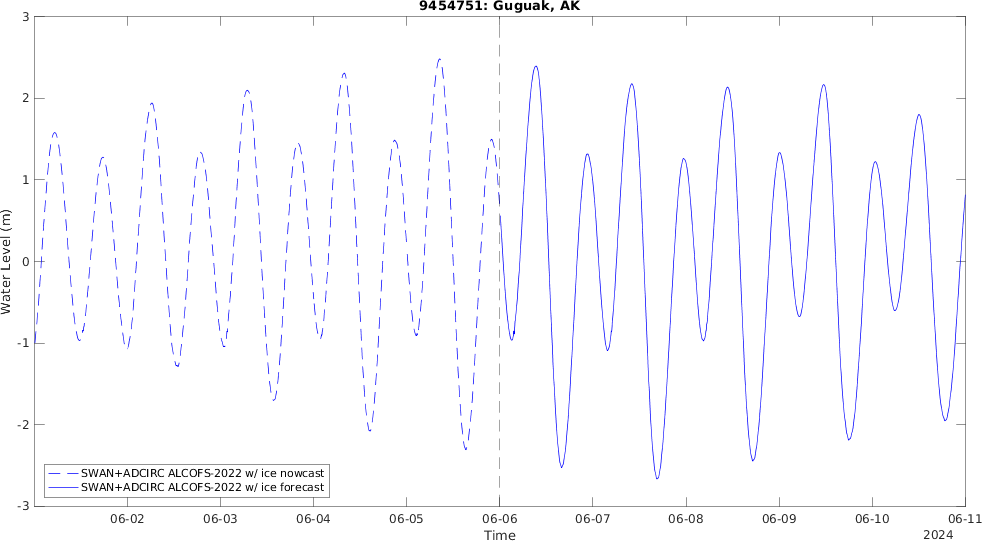 9454751: Guguak, AK
3
2
1
0
-1
-2
-3
Water Level (m)
SWAN+ADCIRC ALCOFS-2022 w/ ice nowcast
SWAN+ADCIRC ALCOFS-2022 w/ ice forecast
06-02 06-03 06-04 06-05 06-06 06-07 06-08 06-09 06-10 06-11
Time
2024